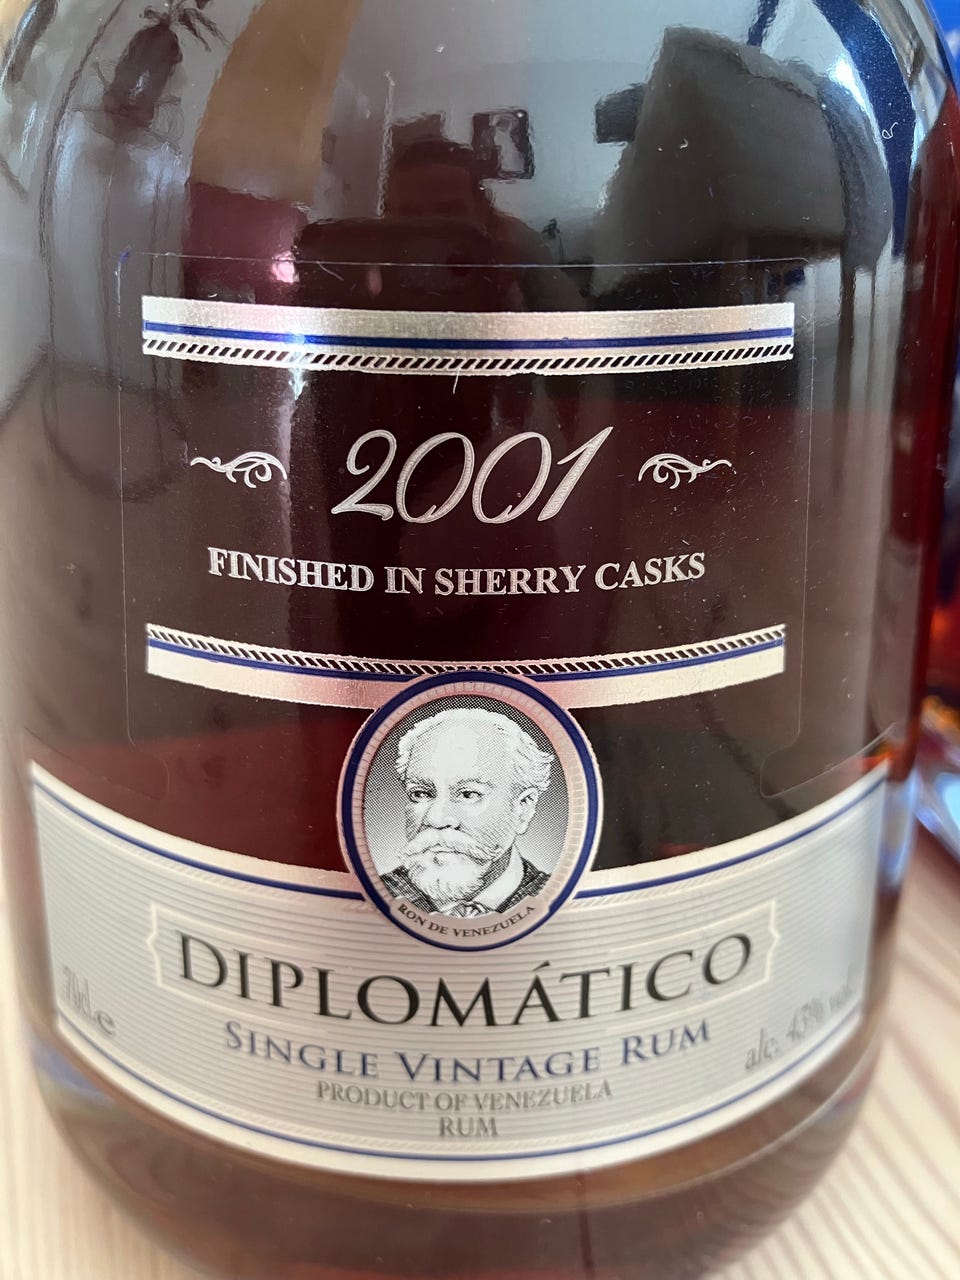 2001
FINISHED IN SHERRY CASKS
RON DE VENEZUELA
DIPLOMÁTICO
70cl e
alc. 43% vol.
SINGLE VINTAGE RUM
PRODUCT OF VENEZUELA
RUM